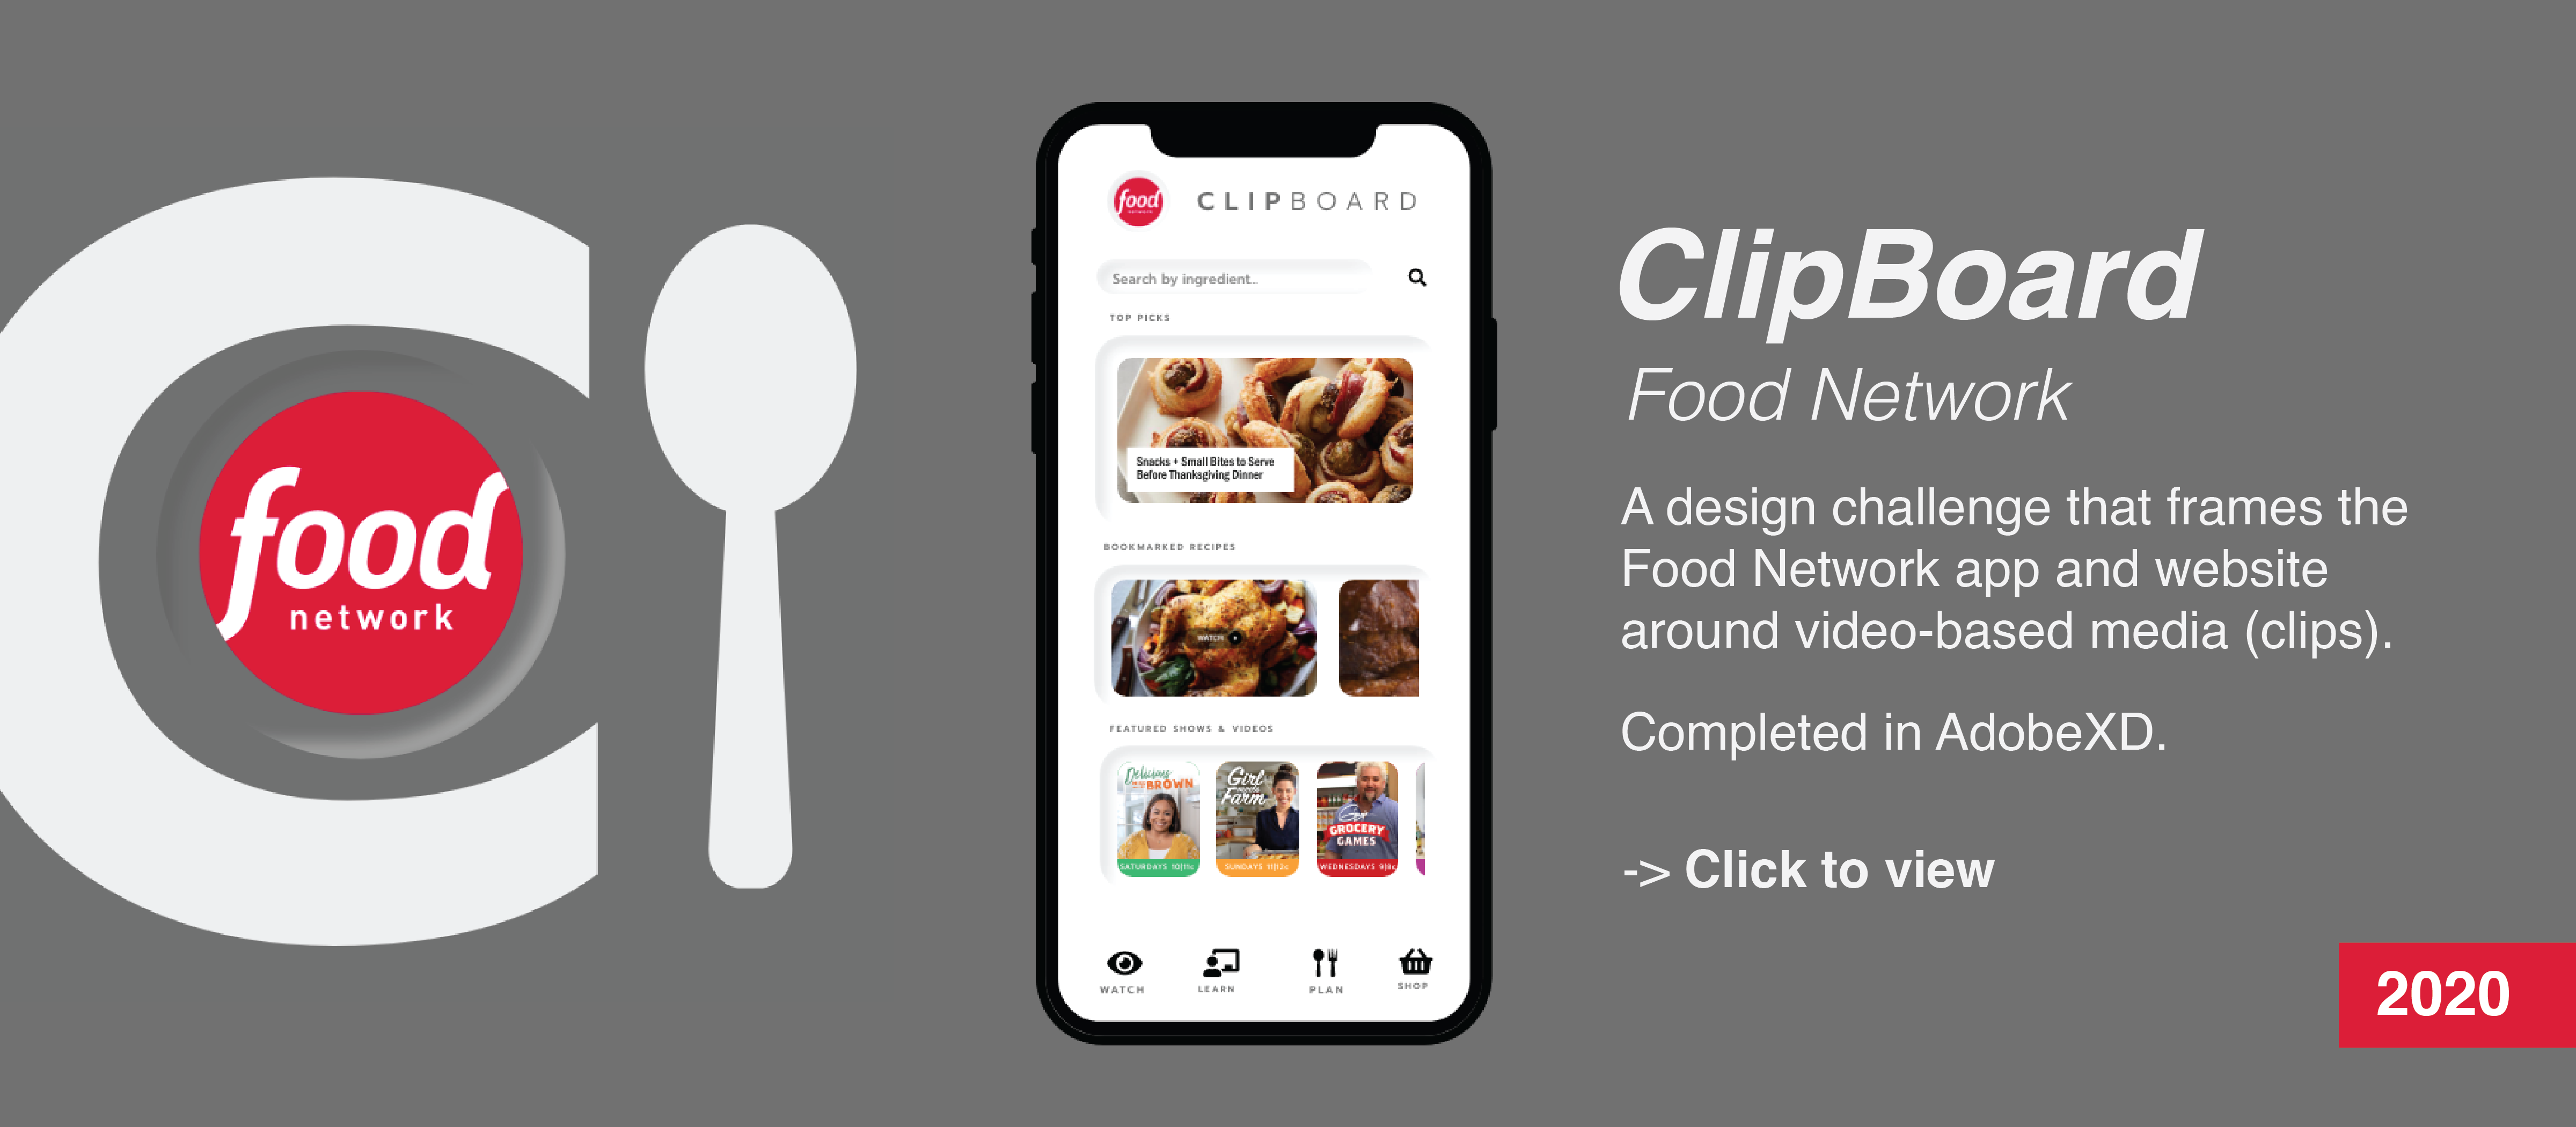 food
network
food
network
CLIPBOARD
Search by ingredient...
TOP PICKS
Snacks + Small Bites to Serve
Before Thanksgiving Dinner
BOOKMARKED RECIPES
WATCH
FEATURED SHOWS & VIDEOS
Delicious
BROWN
SATURDAYS 10|11c
Girl
meets
Farm
SUNDAYS 11|12c
Guy's
GROCERY
GAMES
WEDNESDAYS 9|8c
WATCH
LEARN
PLAN
SHOP
ClipBoard
Food Network
A design challenge that frames the
Food Network app and website
around video-based media (clips).
Completed in AdobeXD.
-> Click to view
2020